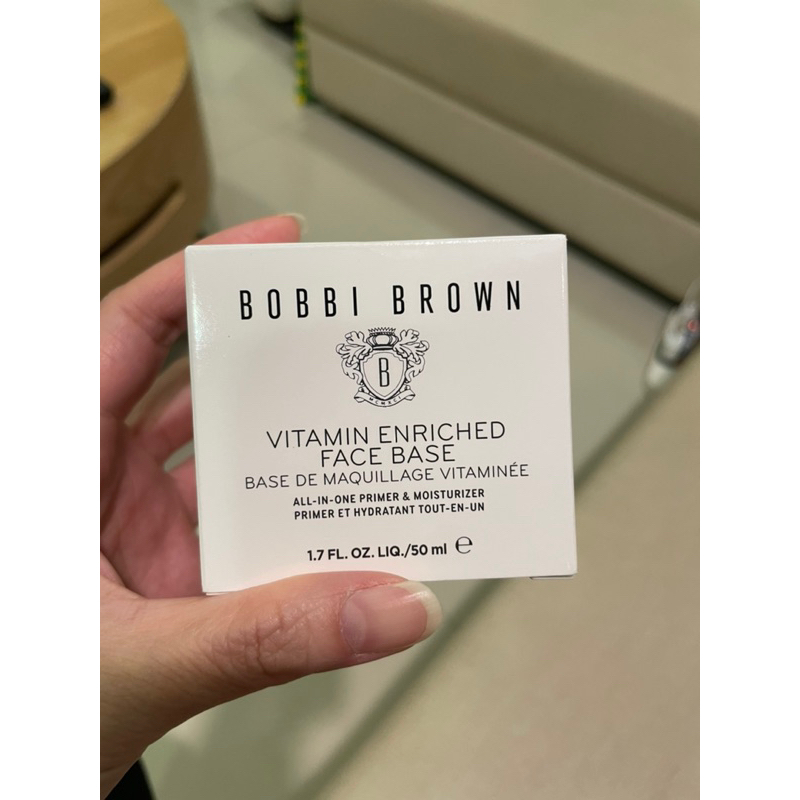 BOBBI BROWN
B
MCMXCI
VITAMIN ENRICHED
FACE BASE
BASE DE MAQUILLAGE VITAMINÉE
ALL-IN-ONE PRIMER & MOISTURIZER
PRIMER ET HYDRATANT TOUT-EN-UN
1.7 FL. OZ. LIQ./50 ml ℮